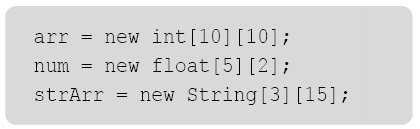 arr = new int[10][10];
num = new float[5][2];
strArr = new String[3][15];